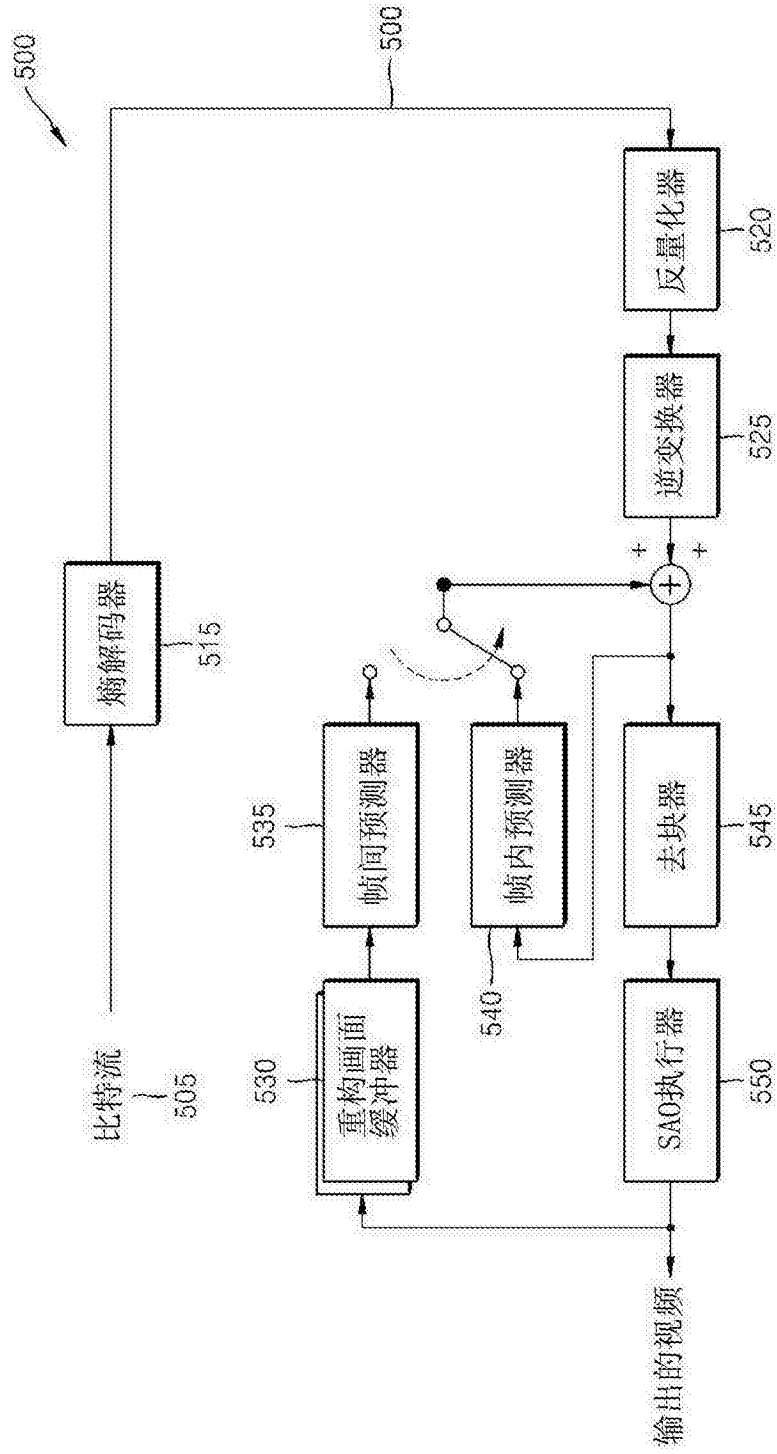 500
500
比特流
505
熵解码器
515
反量化器
520
逆变换器
525
+
+
+
重构画面
缓冲器
530
帧间预测器
535
帧内预测器
540
去块器
545
SAO执行器
550
输出的视频